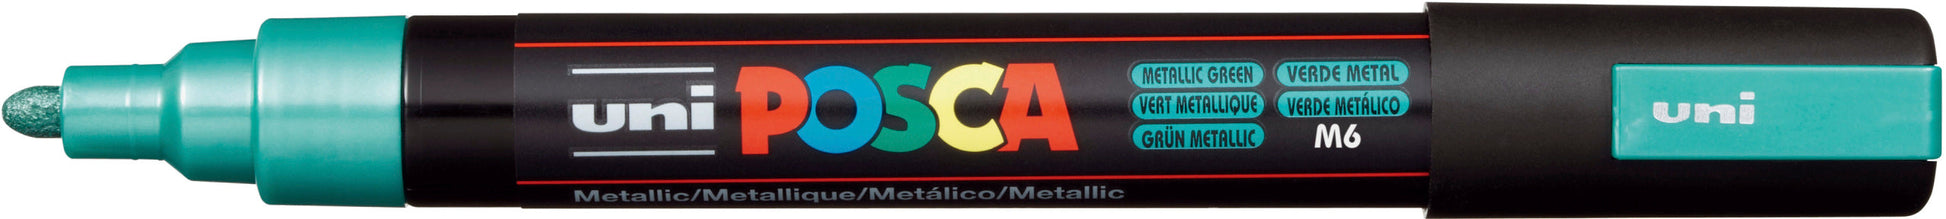 uni POSCA
METALLIC GREEN
VERDE METAL
VERT METALLIQUE
VERDE METÁLICO
GRÜN METALLIC
M6
Metallic/Metallique/Metálico/Metallic
uni